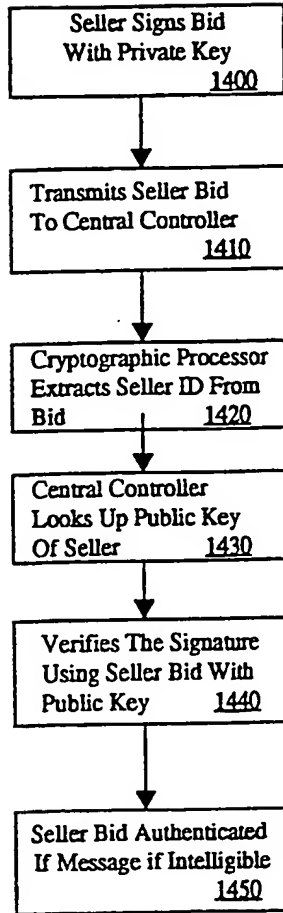 Seller Signs Bid
With Private Key
1400
Transmits Seller Bid
To Central Controller
1410
Cryptographic Processor
Extracts Seller ID From
Bid 1420
Central Controller
Looks Up Public Key
Of Seller 1430
Verifies The Signature
Using Seller Bid With
Public Key 1440
Seller Bid Authenticated
If Message if Intelligible
1450